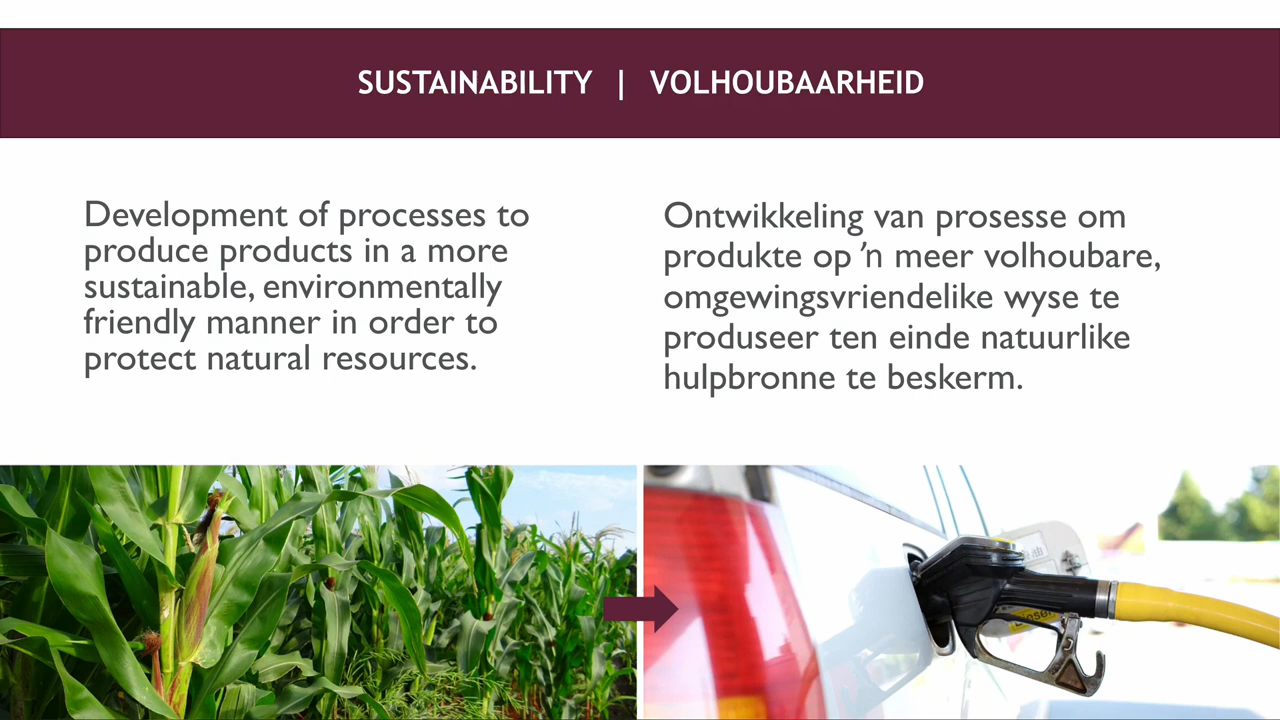 SUSTAINABILITY | VOLHOUBAARHEID
Development of processes to
produce products in a more
sustainable, environmentally
friendly manner in order to
protect natural resources.
Ontwikkeling van prosesse om
produkte op ’n meer volhoubare,
omgewingsvriendelike wyse te
produseer ten einde natuurlike
hulpbronne te beskerm.